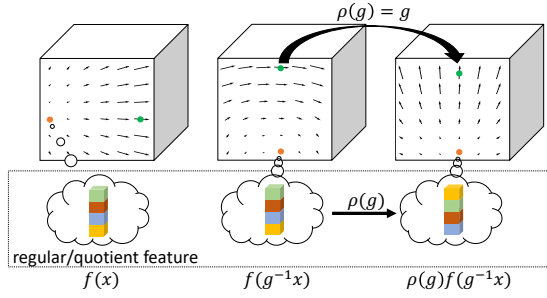 ρ(g) = g
ρ(g)
regular/quotient feature
f(x) f(g⁻¹x) ρ(g)f(g⁻¹x)